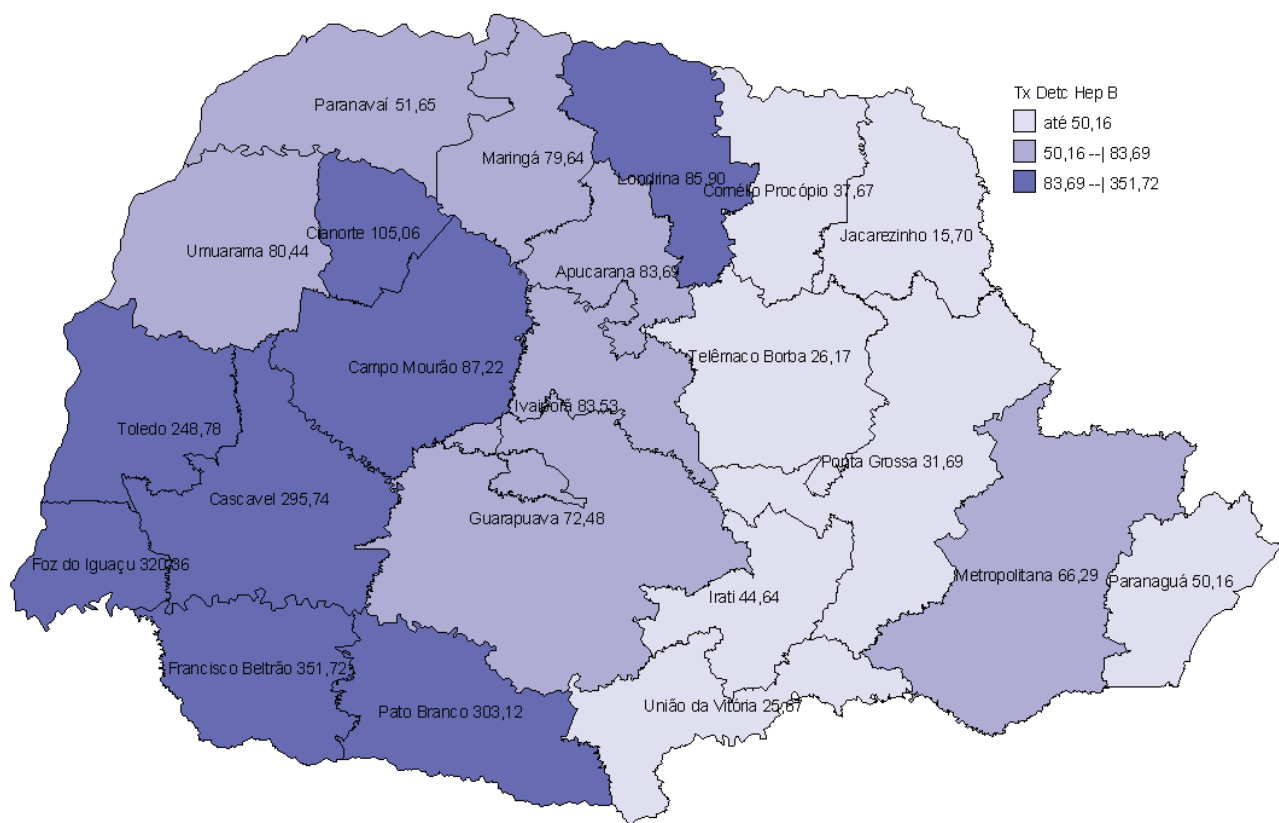 Tx Detc Hep B
até 50,16
50,16 --| 83,69
83,69 --| 351,72
Paranavaí 51,65
Maringá 79,64
Londrina 85,90
Cornélio Procópio 37,67
Jacarezinho 15,70
Cianorte 105,06
Umuarama 80,44
Apucarana 83,69
Telêmaco Borba 26,17
Campo Mourão 87,22
Ivaiporã 83,53
Toledo 248,78
Ponta Grossa 31,69
Cascavel 295,74
Guarapuava 72,48
Foz do Iguaçu 320,36
Metropolitana 66,29
Paranaguá 50,16
Irati 44,64
Francisco Beltrão 351,72
União da Vitória 25,67
Pato Branco 303,12